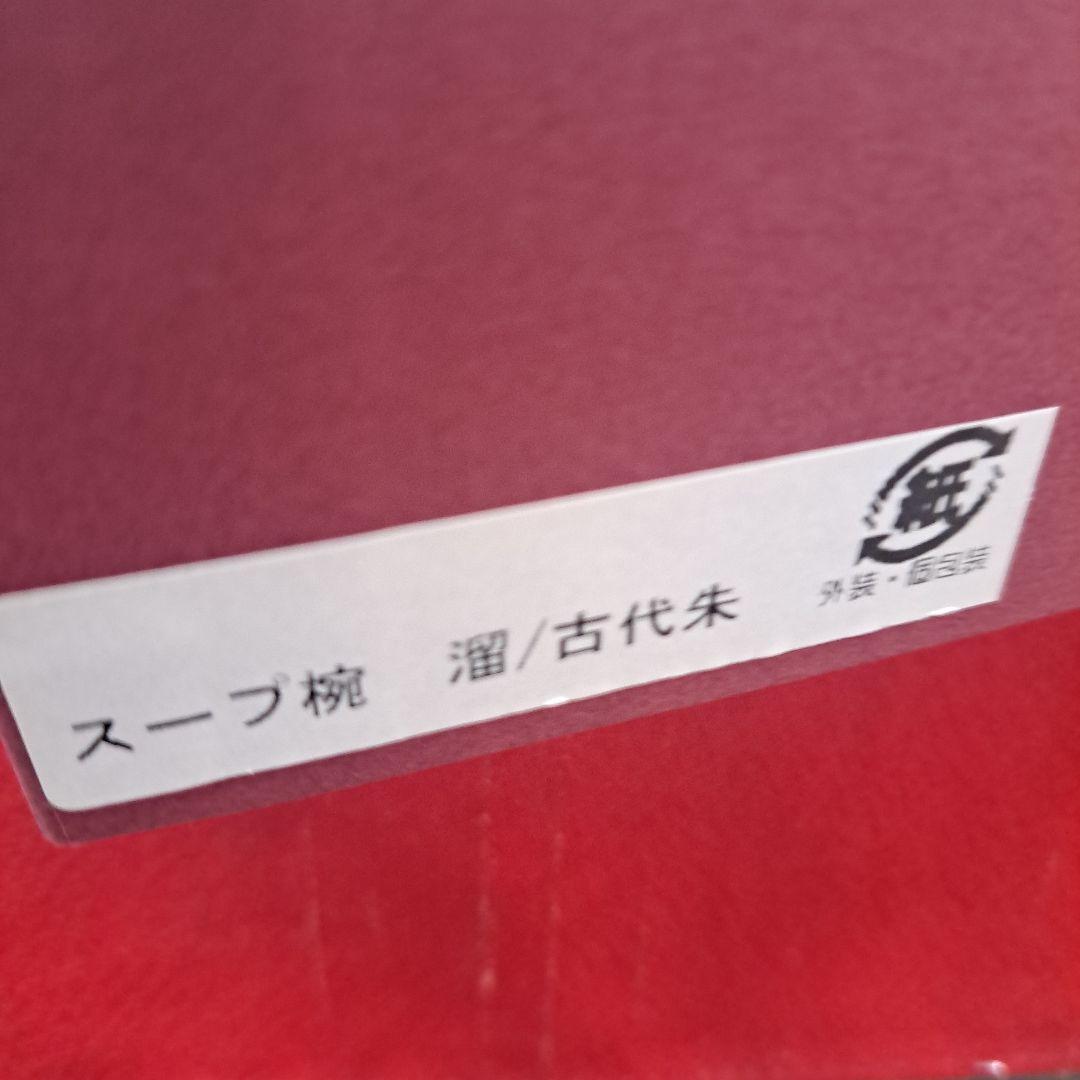 紙
外装・個包装
スープ椀　溜/古代朱